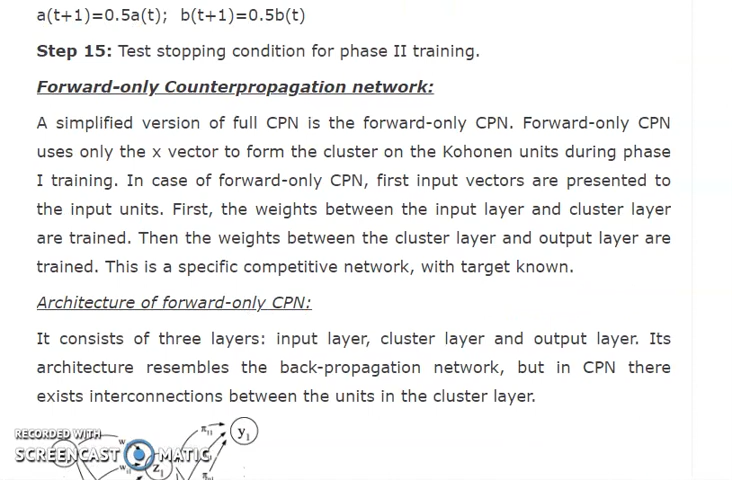 a(t+1)=0.5a(t); b(t+1)=0.5b(t)
Step 15: Test stopping condition for phase II training.
Forward-only Counterpropagation network:
A simplified version of full CPN is the forward-only CPN. Forward-only CPN
uses only the x vector to form the cluster on the Kohonen units during phase
I training. In case of forward-only CPN, first input vectors are presented to
the input units. First, the weights between the input layer and cluster layer
are trained. Then the weights between the cluster layer and output layer are
trained. This is a specific competitive network, with target known.
Architecture of forward-only CPN:
It consists of three layers: input layer, cluster layer and output layer. Its
architecture resembles the back-propagation network, but in CPN there
exists interconnections between the units in the cluster layer.
π11
y1
RECORDED WITH
SCREENCAST MATIC
z1